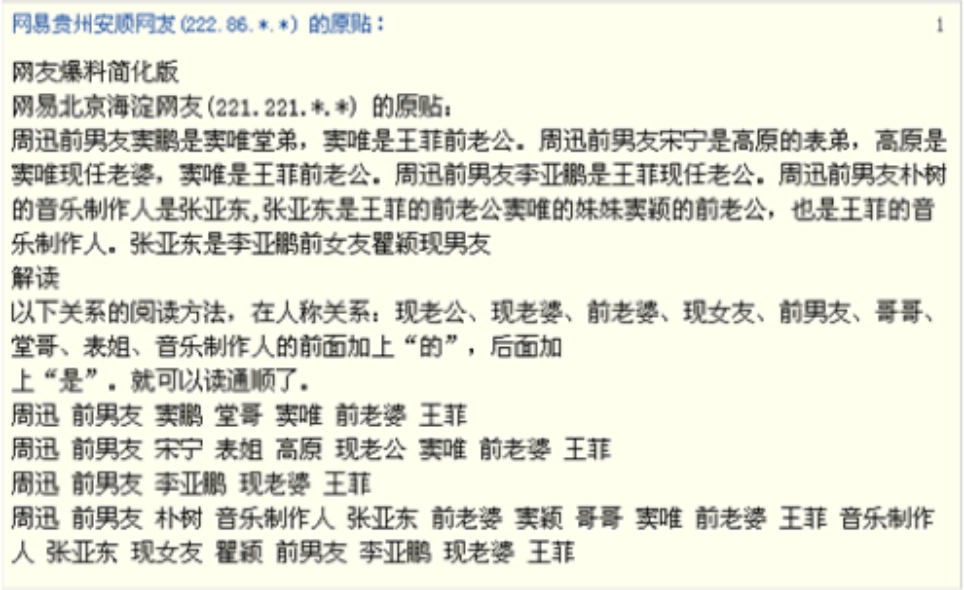 网易贵州安顺网友(222.86.*.*) 的原贴： 1
网友爆料简化版
网易北京海淀网友(221.221.*.*) 的原贴：
周迅前男友窦鹏是窦唯堂弟，窦唯是王菲前老公。周迅前男友宋宁是高原的表弟，高原是
窦唯现任老婆，窦唯是王菲前老公。周迅前男友李亚鹏是王菲现任老公。周迅前男友朴树
的音乐制作人是张亚东,张亚东是王菲的前老公窦唯的妹妹窦颖的前老公，也是王菲的音
乐制作人。张亚东是李亚鹏前女友瞿颖现男友
解读
以下关系的阅读方法，在人称关系：现老公、现老婆、前老婆、现女友、前男友、哥哥、
堂哥、表姐、音乐制作人的前面加上“的”，后面加
上“是”。就可以读通顺了。
周迅 前男友 窦鹏 堂哥 窦唯 前老婆 王菲
周迅 前男友 宋宁 表姐 高原 现老公 窦唯 前老婆 王菲
周迅 前男友 李亚鹏 现老婆 王菲
周迅 前男友 朴树 音乐制作人 张亚东 前老婆 窦颖 哥哥 窦唯 前老婆 王菲 音乐制作
人 张亚东 现女友 瞿颖 前男友 李亚鹏 现老婆 王菲